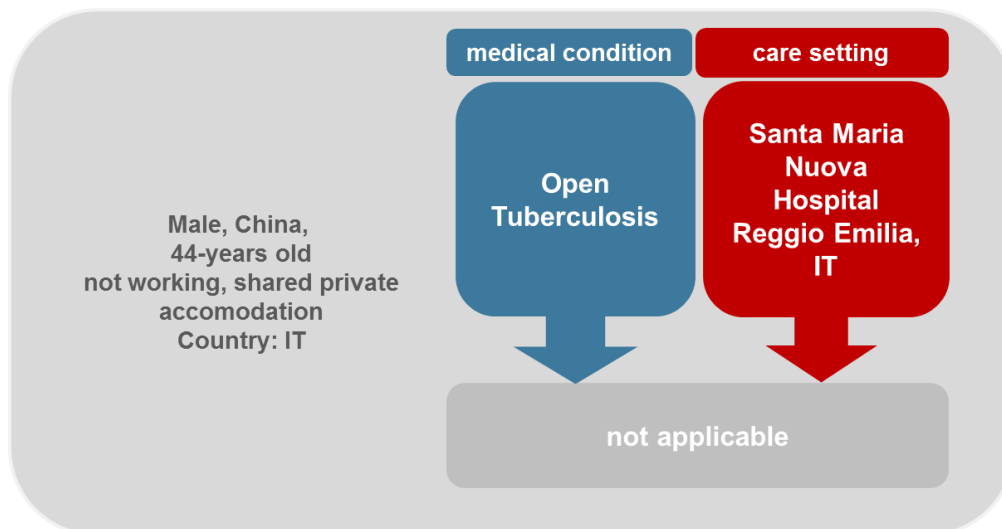 medical condition
care setting
Male, China,
44-years old
not working, shared private
accomodation
Country: IT
Open
Tuberculosis
Santa Maria
Nuova
Hospital
Reggio Emilia,
IT
not applicable